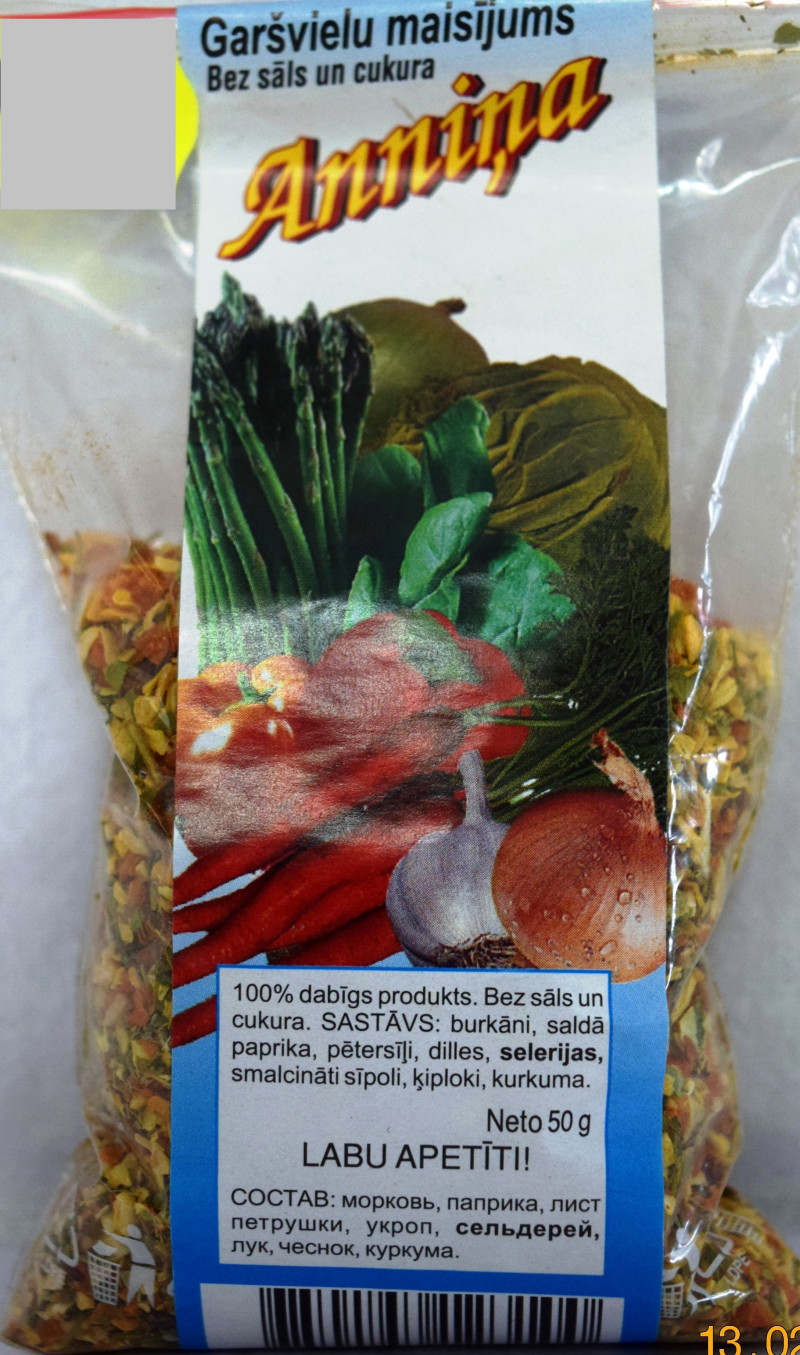 Garšvielu maisījums
Bez sāls un cukura
Anniņa
100% dabīgs produkts. Bez sāls un
cukura. SASTĀVS: burkāni, saldā
paprika, pētersīļi, dilles, selerijas,
smalcināti sīpoli, ķiploki, kurkuma.
Neto 50 g
LABU APETĪTI!
СОСТАВ: морковь, паприка, лист
петрушки, укроп, сельдерей,
лук, чеснок, куркума.
13.02